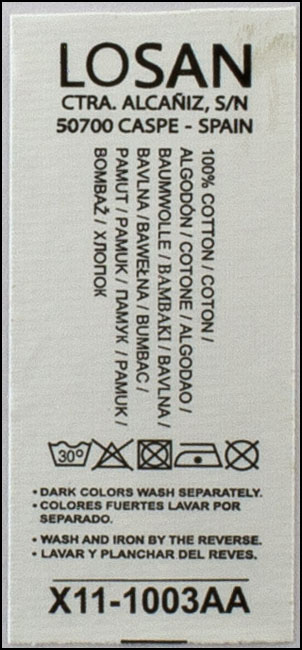 LOSAN
CTRA. ALCAÑIZ, S/N
50700 CASPE - SPAIN
100% COTTON / COTON /
ALGODÓN / COTONE / ALGODAO /
BAUMWOLLE / ΒΑΜΒΑΚΙ / BAVLNA /
BAVLNA / BAWEŁNA / BUMBAC /
PAMUT / PAMUK / ПАМУК / PAMUK /
BOMBAŽ / ХЛОПОК
30°
• DARK COLORS WASH SEPARATELY.
• COLORES FUERTES LAVAR POR
SEPARADO.
• WASH AND IRON BY THE REVERSE.
• LAVAR Y PLANCHAR DEL REVES.
X11-1003AA